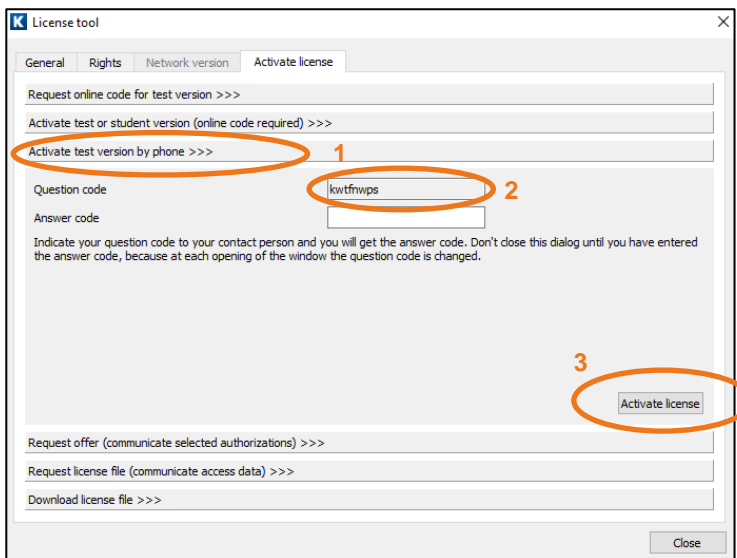 K License tool
General Rights Network version Activate license
Request online code for test version >>>
Activate test or student version (online code required) >>>
Activate test version by phone >>> 1
Question code kwtfnwps 2
Answer code
Indicate your question code to your contact person and you will get the answer code. Don't close this dialog until you have entered
the answer code, because at each opening of the window the question code is changed.
3
Activate license
Request offer (communicate selected authorizations) >>>
Request license file (communicate access data) >>>
Download license file >>>
Close